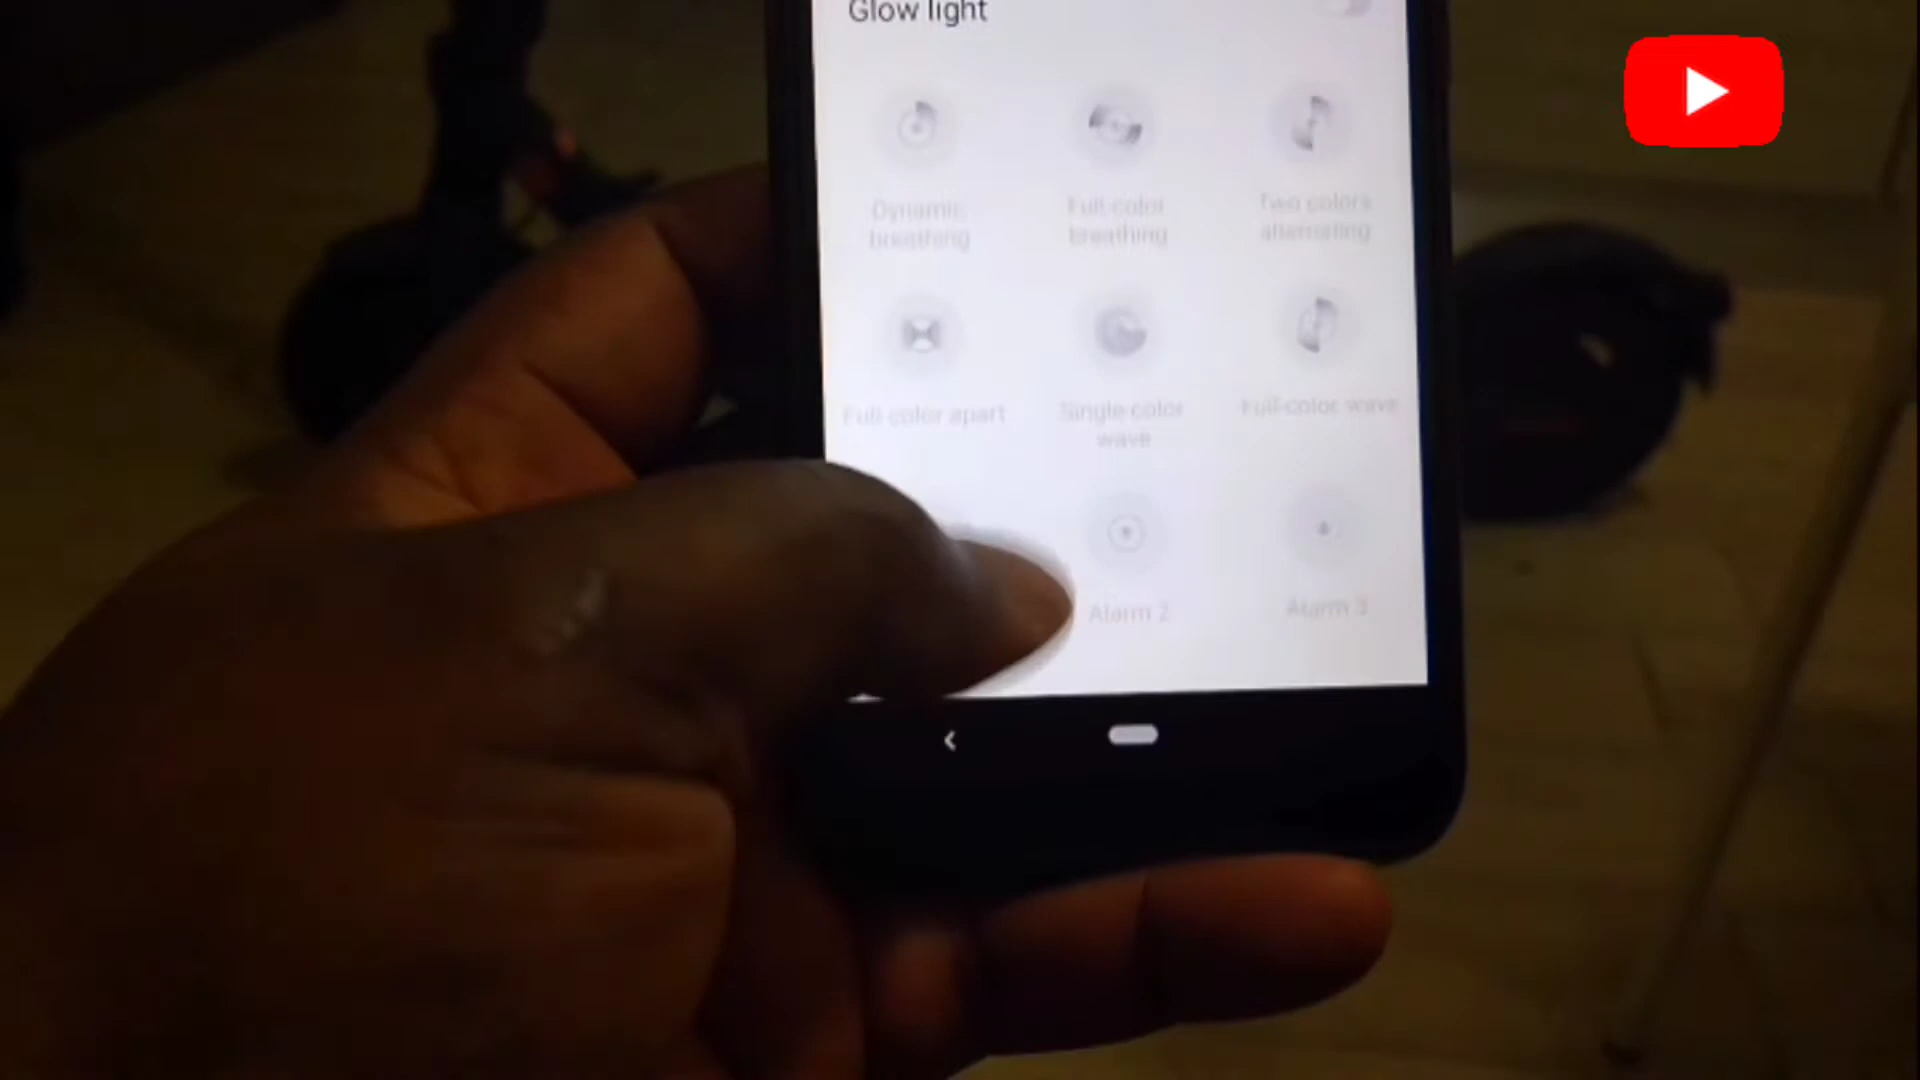 Glow light
Dynamic
breathing
Full-color
breathing
Two colors
alternating
Full-color apart
Single color
wave
Full-color wave
Alarm 2
Alarm 3